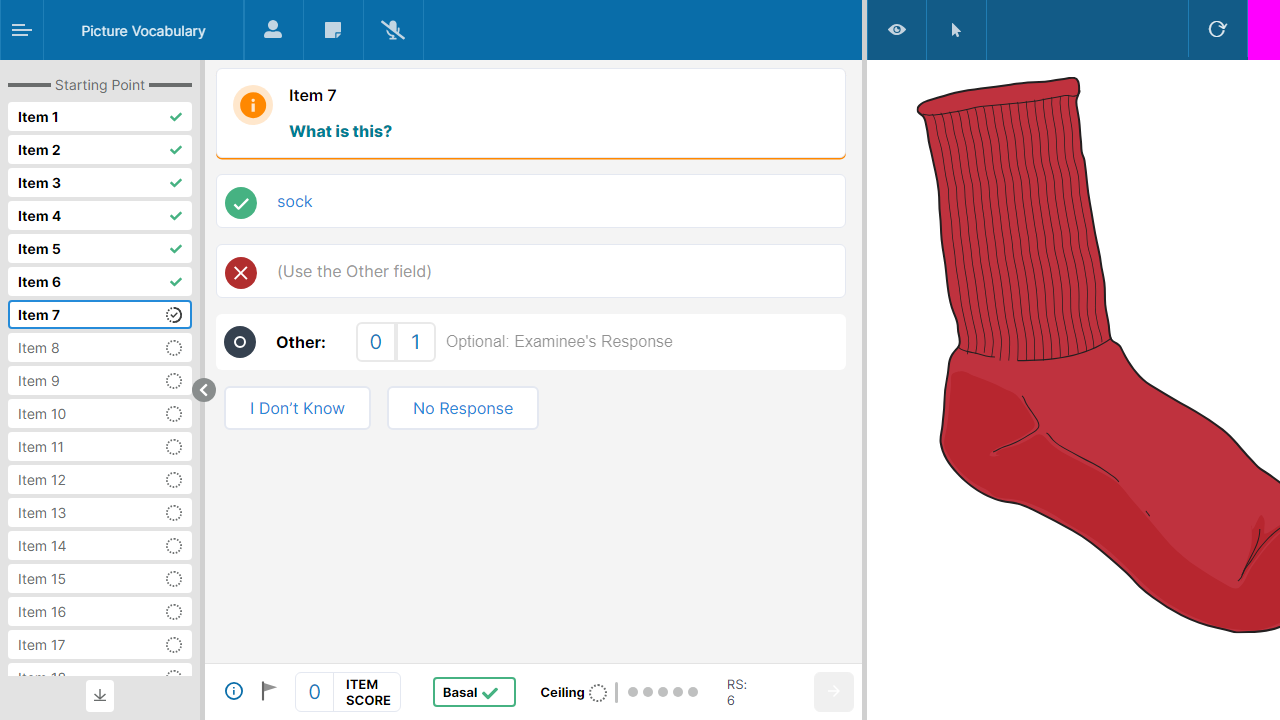 Picture Vocabulary
Starting Point
Item 1
Item 2
Item 3
Item 4
Item 5
Item 6
Item 7
Item 8
Item 9
Item 10
Item 11
Item 12
Item 13
Item 14
Item 15
Item 16
Item 17
Item 7
What is this?
sock
(Use the Other field)
Other: 0 1 Optional: Examinee's Response
I Don’t Know No Response
0 ITEM SCORE
Basal
Ceiling
RS: 6